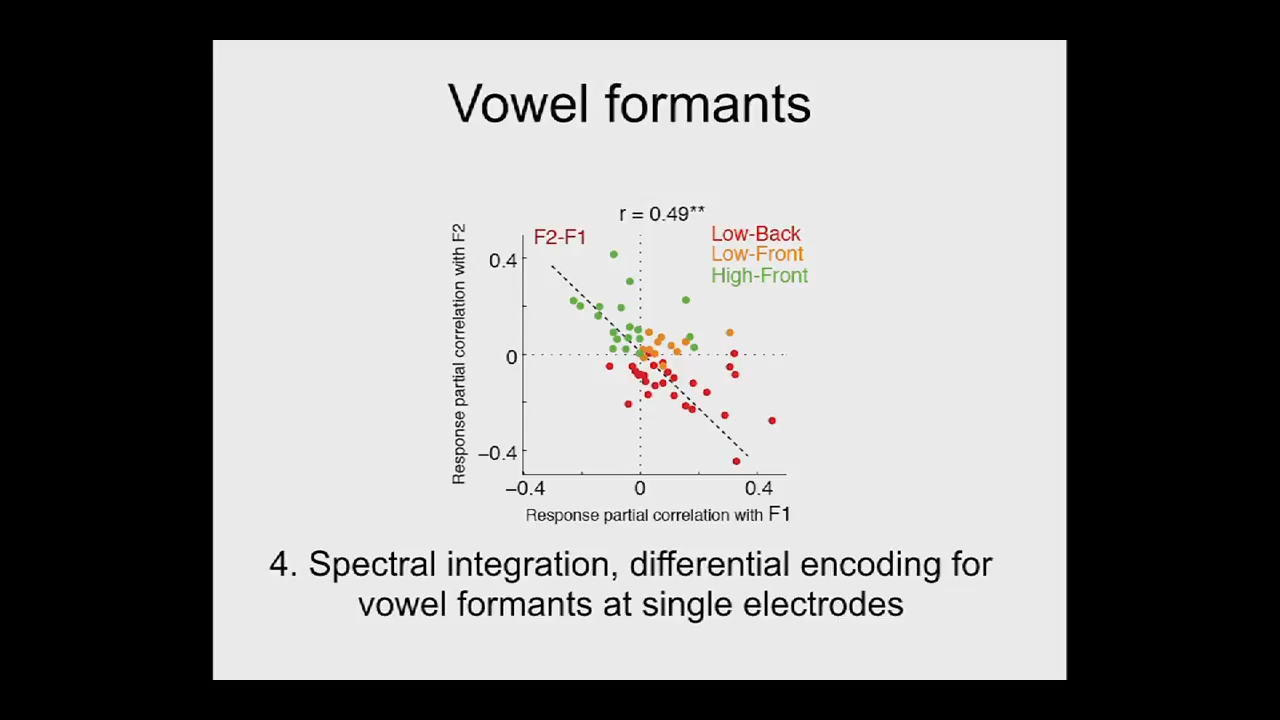 Vowel formants
r = 0.49**
F2-F1
Low-Back
Low-Front
High-Front
Response partial correlation with F2
0.4
0
−0.4
−0.4
0
0.4
Response partial correlation with F1
4. Spectral integration, differential encoding for
vowel formants at single electrodes